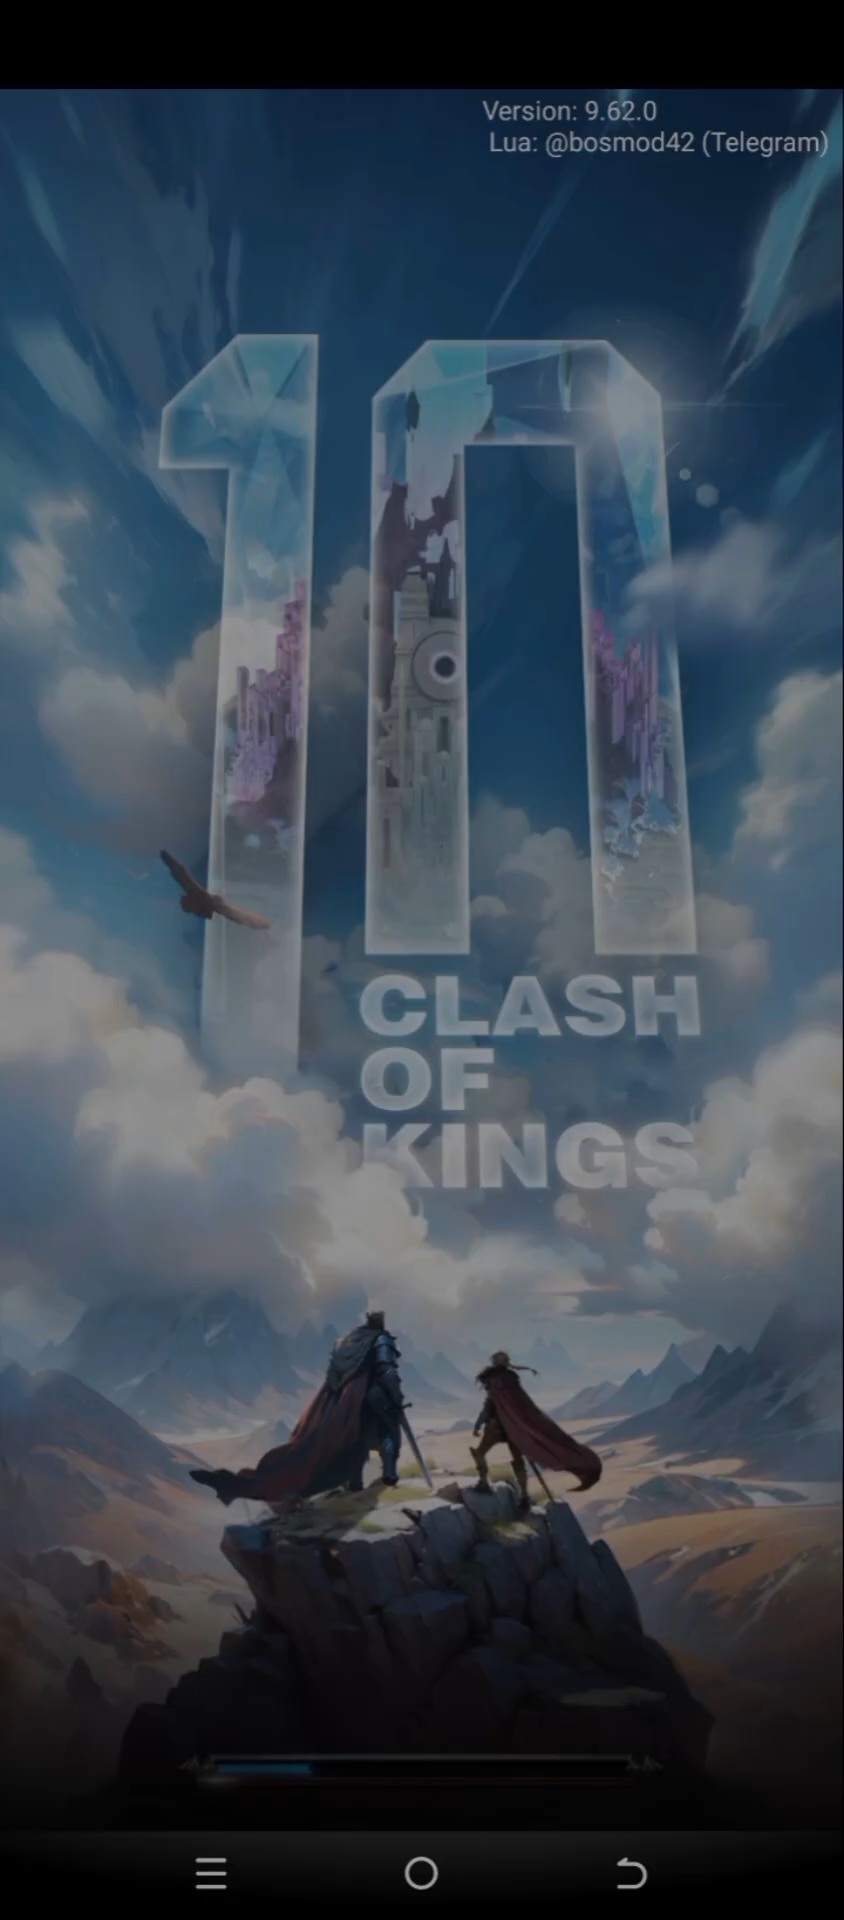 Version: 9.62.0
Lua: @bosmod42 (Telegram)
10
CLASH
OF
KINGS